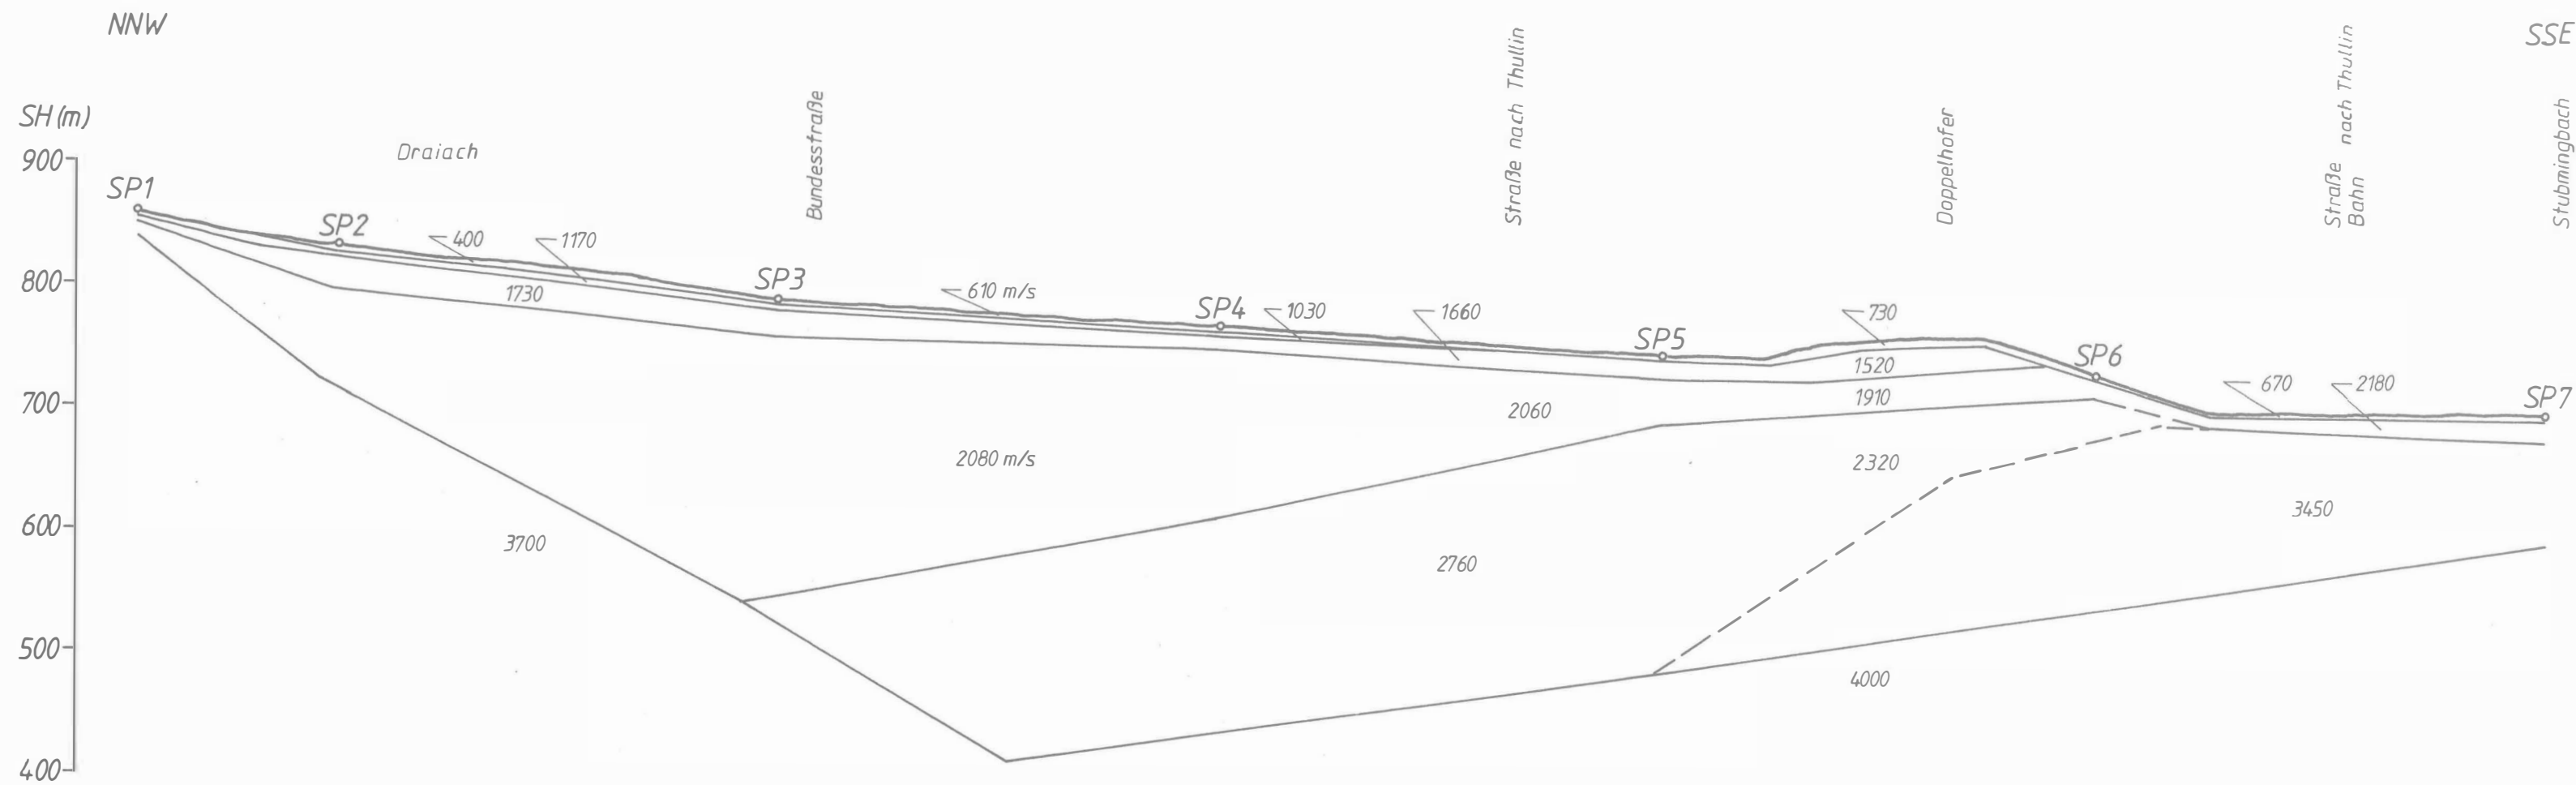 NNW
SSE
SH (m)
Draiach
Bundesstraße
Straße nach Thullin
Doppelhofer
Straße nach Thullin
Bahn
Stubmingbach
900
800
700
600
500
400
SP1
SP2
SP3
SP4
SP5
SP6
SP7
400
1170
1730
610 m/s
1030
1660
730
1520
1910
670
2180
2060
2080 m/s
2320
3450
3700
2760
4000